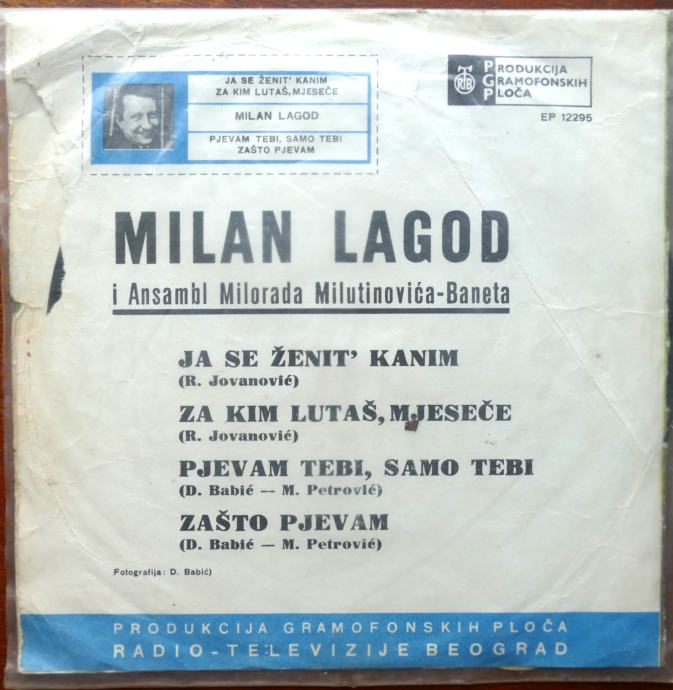 JA SE ŽENIT' KANIM
ZA KIM LUTAŠ, MJESEČE
MILAN LAGOD
PJEVAM TEBI, SAMO TEBI
ZAŠTO PJEVAM
RTB
PGP
PRODUKCIJA
GRAMOFONSKIH
PLOČA
EP 12295
MILAN LAGOD
i Ansambl Milorada Milutinovića-Baneta
JA SE ŽENIT' KANIM
(R. Jovanović)
ZA KIM LUTAŠ, MJESEČE
(R. Jovanović)
PJEVAM TEBI, SAMO TEBI
(D. Babić — M. Petrović)
ZAŠTO PJEVAM
(D. Babić — M. Petrović)
Fotografija: D. Babić)
PRODUKCIJA GRAMOFONSKIH PLOČA
RADIO-TELEVIZIJE BEOGRAD